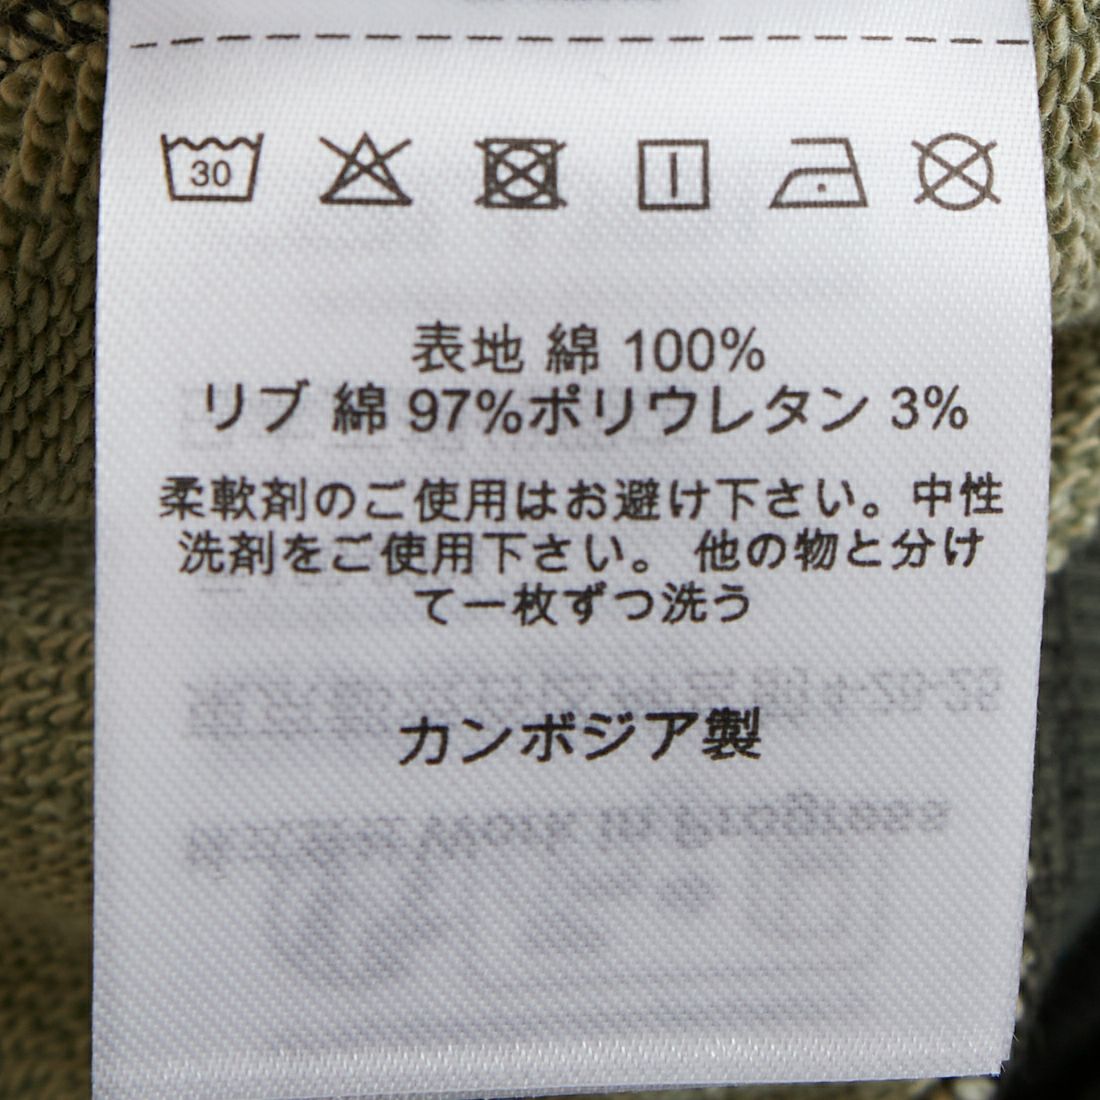 30
表地 綿 100%
リブ 綿 97%ポリウレタン 3%
柔軟剤のご使用はお避け下さい。中性
洗剤をご使用下さい。 他の物と分け
て一枚ずつ洗う
カンボジア製